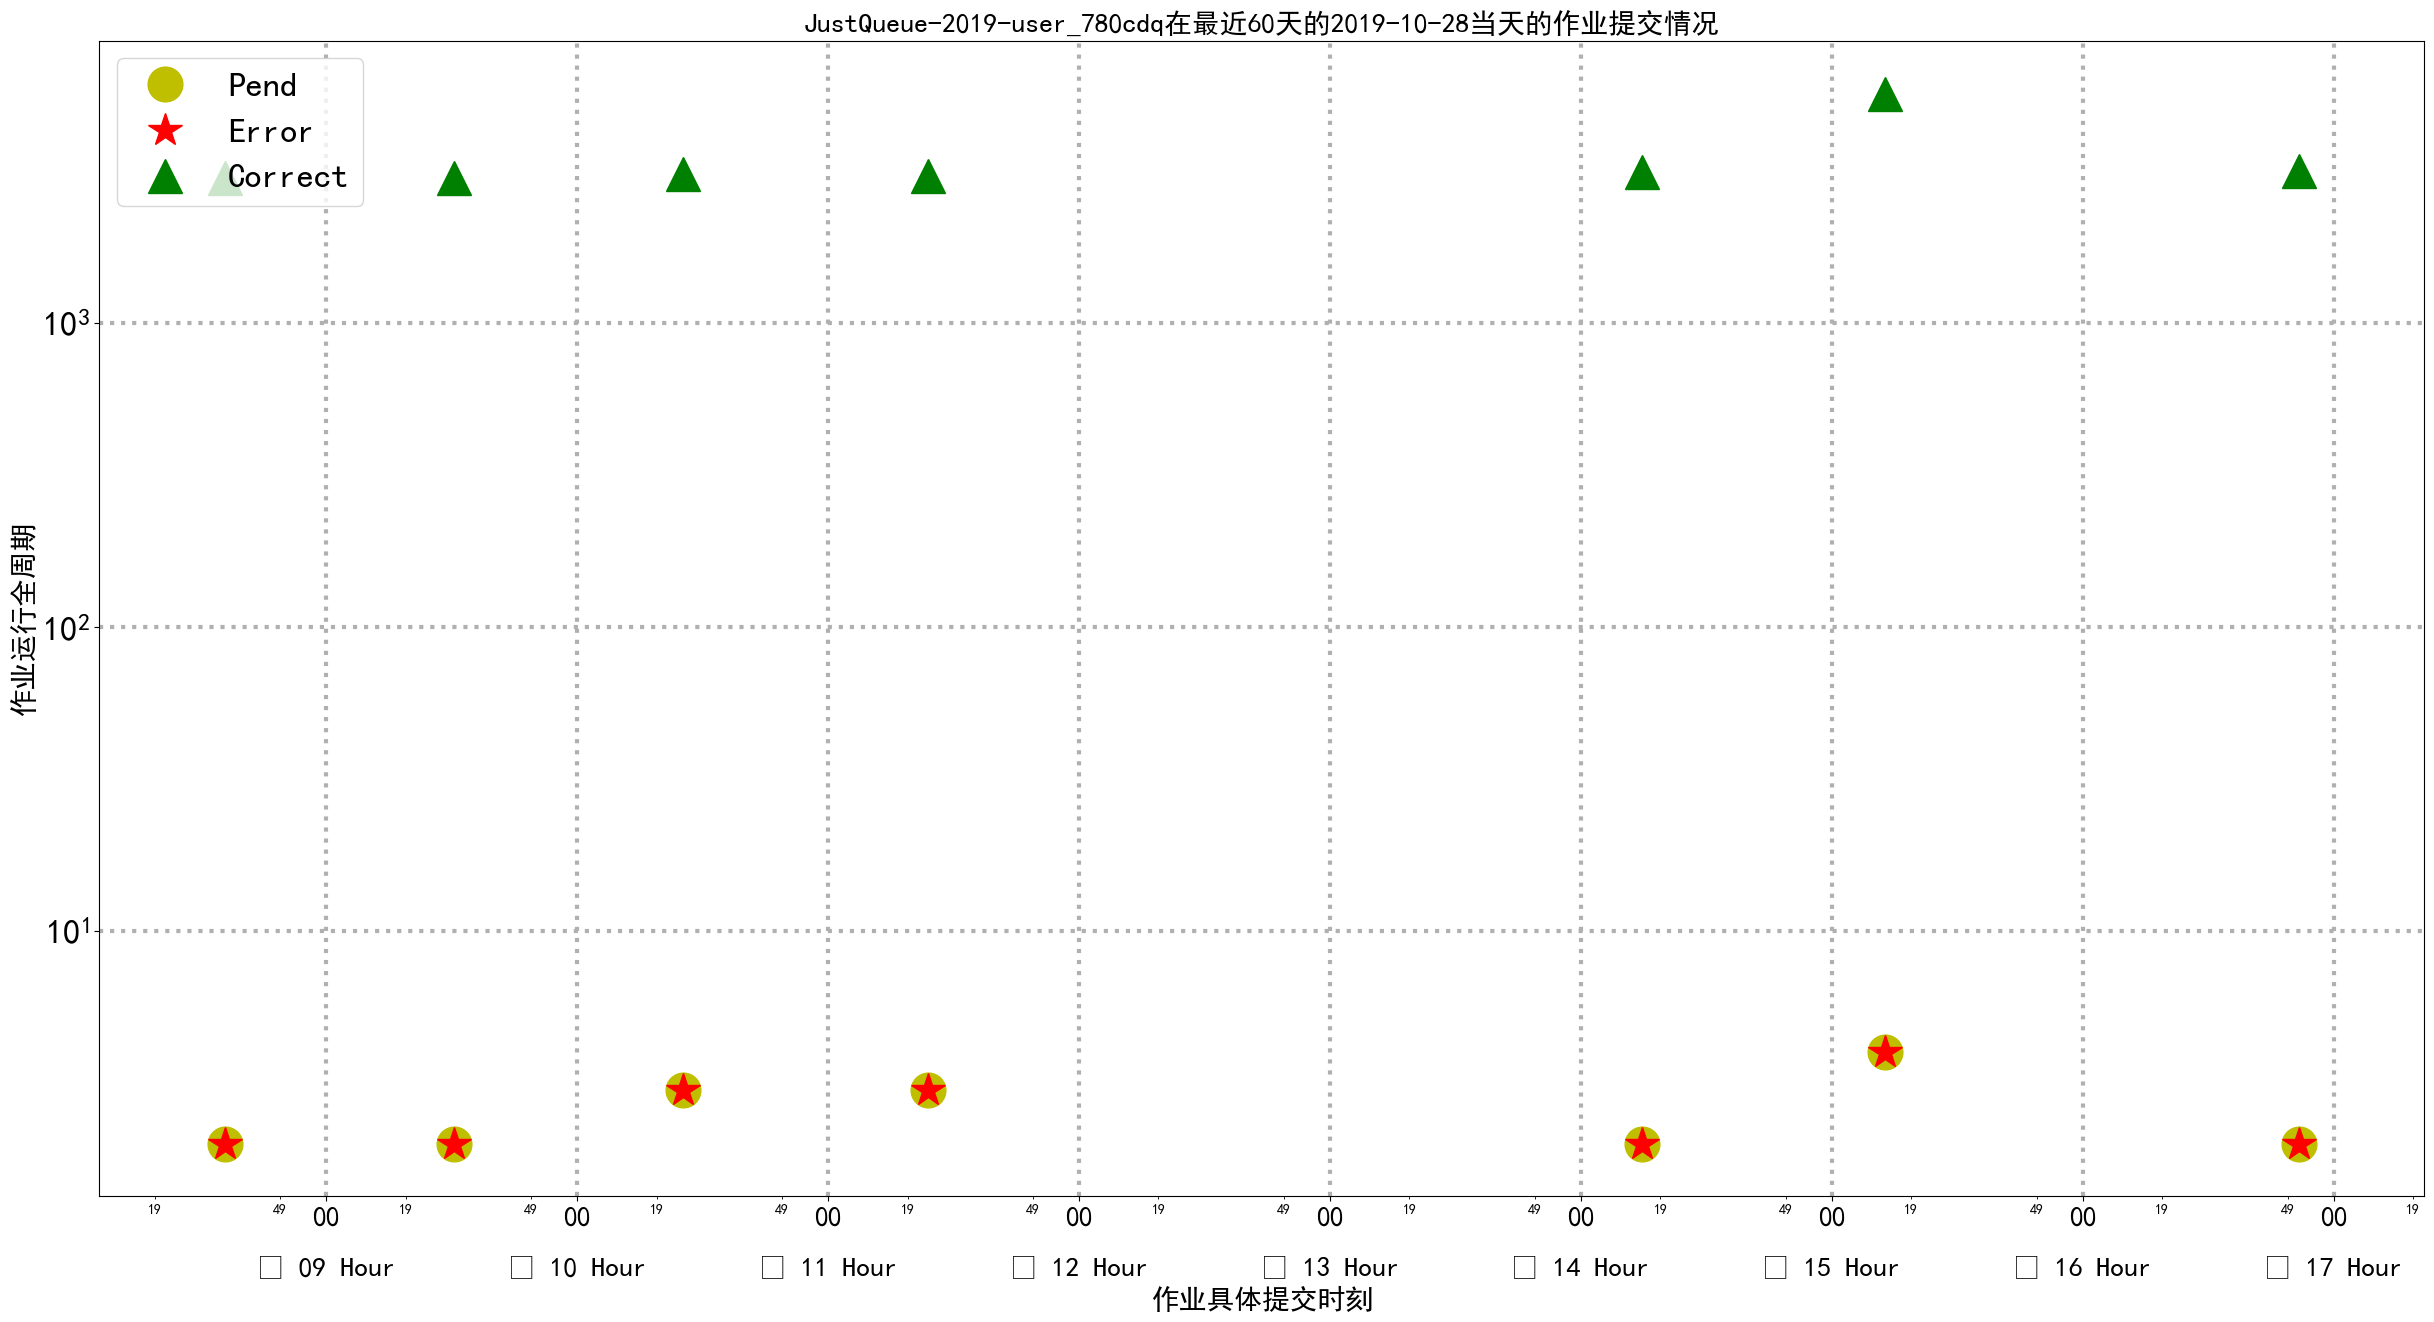 JustQueue-2019-user_780cdq在最近60天的2019-10-28当天的作业提交情况
Pend
Error
Correct
10³
10²
10¹
作业运行全周期
19 49 00 19 49 00 19 49 00 19 49 00 19 49 00 19 49 00 19 49 00 19 49 00 19 49 00 19
09 Hour 10 Hour 11 Hour 12 Hour 13 Hour 14 Hour 15 Hour 16 Hour 17 Hour
作业具体提交时刻